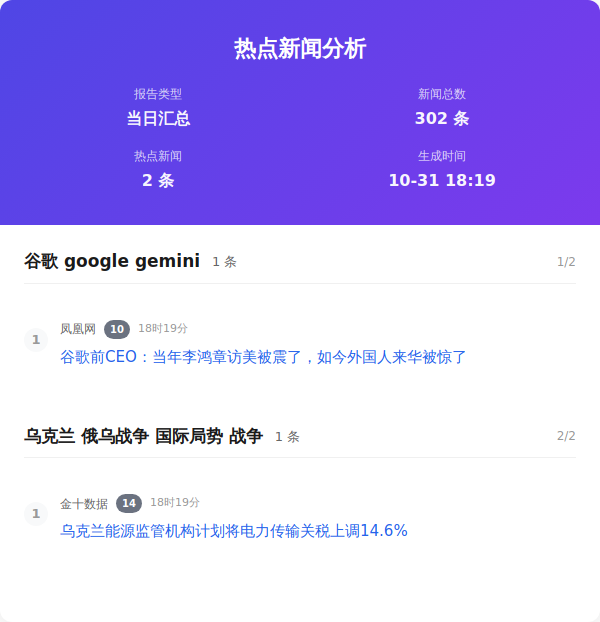 热点新闻分析
报告类型
新闻总数
当日汇总
302 条
热点新闻
生成时间
2 条
10-31 18:19
谷歌 google gemini 1 条 1/2
凤凰网 10 18时19分
1
谷歌前CEO：当年李鸿章访美被震了，如今外国人来华被惊了
乌克兰 俄乌战争 国际局势 战争 1 条 2/2
金十数据 14 18时19分
1
乌克兰能源监管机构计划将电力传输关税上调14.6%